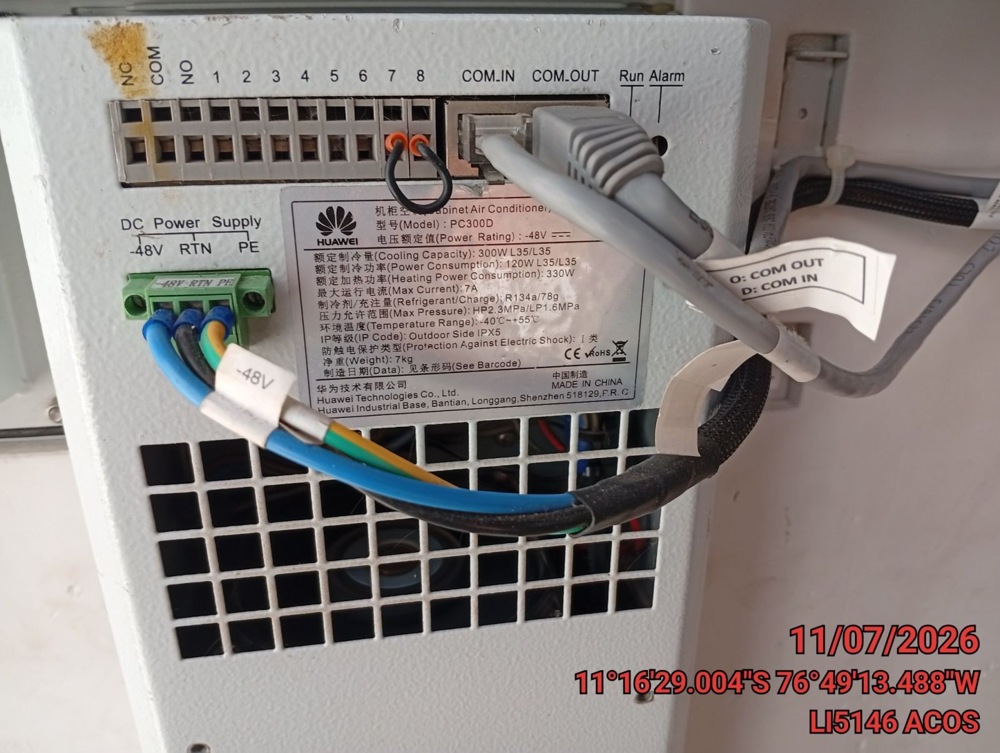 NC COM NO 1 2 3 4 5 6 7 8 COM-IN COM-OUT Run Alarm
DC Power Supply
-48V RTN PE
-48V RTN PE
-48V
HUAWEI
机柜空 Cabinet Air Conditioner
型号(Model) : PC300D
电压额定值(Power Rating) : -48V
额定制冷量(Cooling Capacity): 300W L35/L35
额定制冷功率(Power Consumption): 120W L35/L35
额定加热功率(Heating Power Consumption): 330W
最大运行电流(Max Current): 7A
制冷剂/充注量(Refrigerant/Charge): R134a/78g
压力允许范围(Max Pressure): HP2.3MPa/LP1.6MPa
环境温度(Temperature Range): -40℃~+55℃
IP等级(IP Code): Outdoor Side IPX5
防触电保护类型(Protection Against Electric Shock): I 类
净重(Weight): 7kg
制造日期(Data): 见条形码(See Barcode)
CE RoHS
华为技术有限公司
中国制造
MADE IN CHINA
Huawei Technologies Co., Ltd.
Huawei Industrial Base, Bantian, Longgang, Shenzhen 518129, P.R. C
O: COM OUT
D: COM IN
11/07/2026
11°16'29.004"S 76°49'13.488"W
LI5146 ACOS